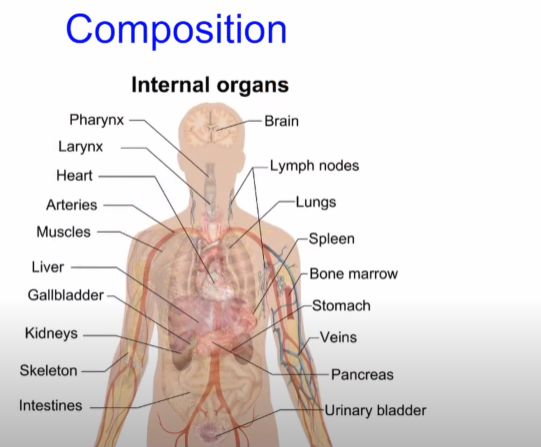 Composition
Internal organs
Pharynx
Brain
Larynx
Lymph nodes
Heart
Lungs
Arteries
Muscles
Spleen
Liver
Bone marrow
Gallbladder
Stomach
Kidneys
Veins
Skeleton
Pancreas
Intestines
Urinary bladder